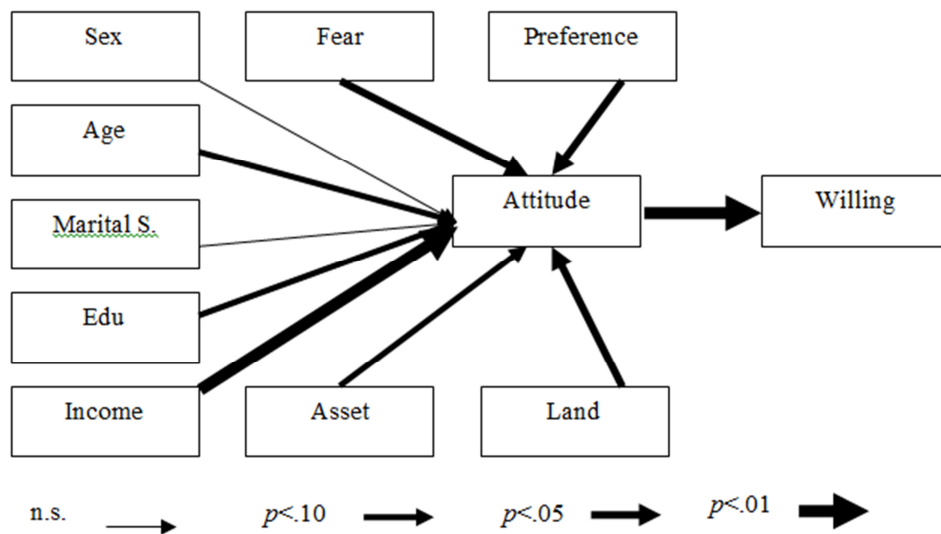 Sex
Fear
Preference
Age
Attitude
Willing
Marital S.
Edu
Income
Asset
Land
n.s.
p<.10
p<.05
p<.01